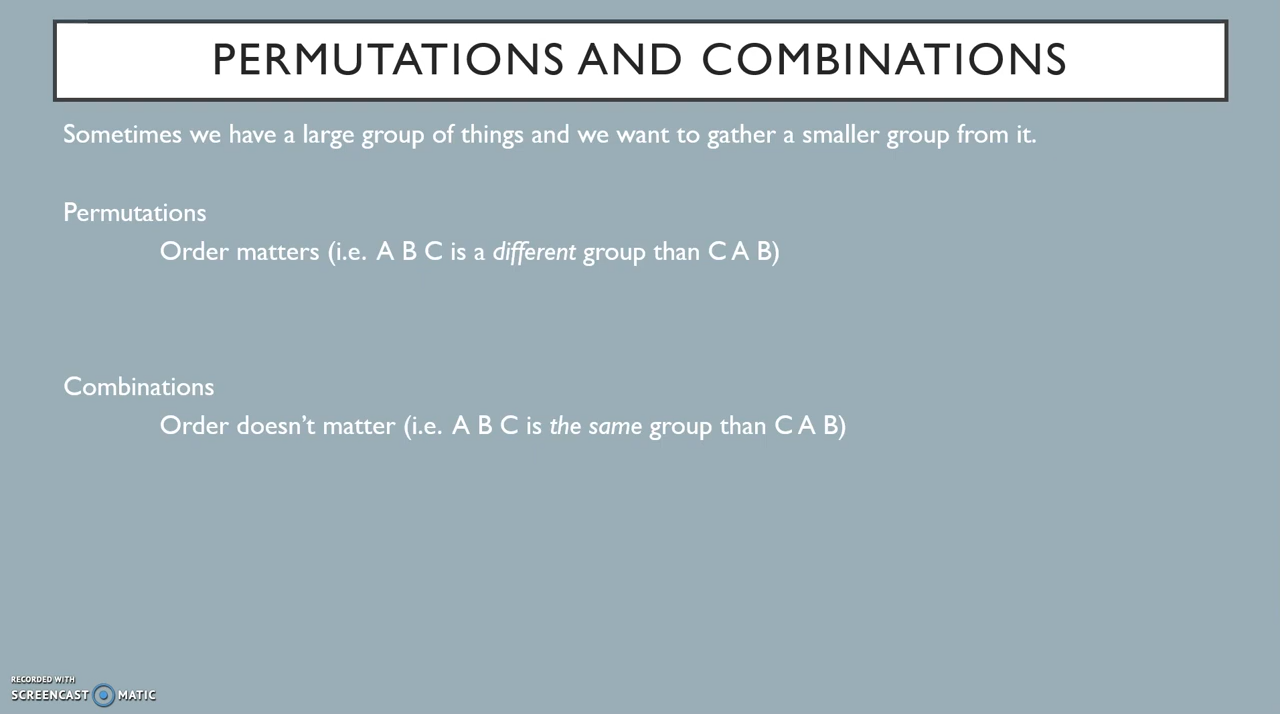 PERMUTATIONS AND COMBINATIONS
Sometimes we have a large group of things and we want to gather a smaller group from it.
Permutations
Order matters (i.e. A B C is a different group than C A B)
Combinations
Order doesn’t matter (i.e. A B C is the same group than C A B)
RECORDED WITH
SCREENCAST MATIC